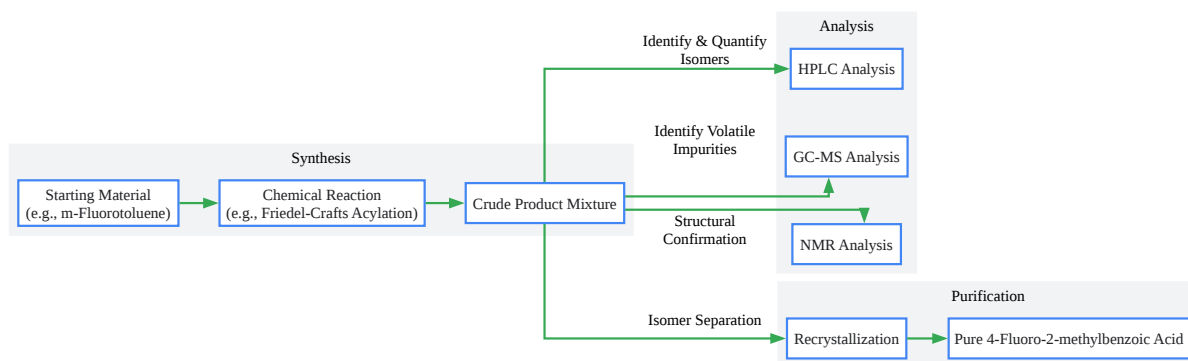 Analysis
Identify & Quantify
Isomers
HPLC Analysis
Identify Volatile
Impurities
GC-MS Analysis
Synthesis
Starting Material
(e.g., m-Fluorotoluene)
Chemical Reaction
(e.g., Friedel-Crafts Acylation)
Crude Product Mixture
Structural
Confirmation
NMR Analysis
Purification
Isomer Separation
Recrystallization
Pure 4-Fluoro-2-methylbenzoic Acid